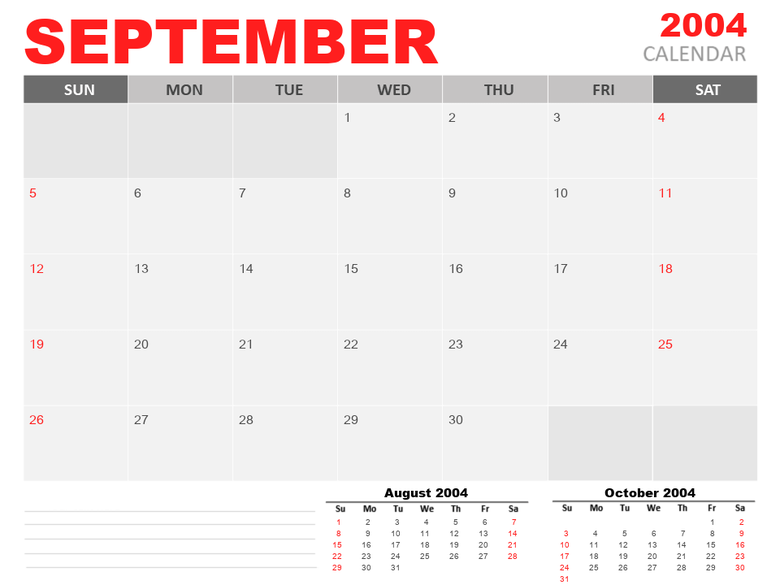 SEPTEMBER 2004
CALENDAR
SUN MON TUE WED THU FRI SAT
1 2 3 4
5 6 7 8 9 10 11
12 13 14 15 16 17 18
19 20 21 22 23 24 25
26 27 28 29 30
August 2004
Su Mo Tu We Th Fr Sa
1 2 3 4 5 6 7
8 9 10 11 12 13 14
15 16 17 18 19 20 21
22 23 24 25 26 27 28
29 30 31
October 2004
Su Mo Tu We Th Fr Sa
1 2
3 4 5 6 7 8 9
10 11 12 13 14 15 16
17 18 19 20 21 22 23
24 25 26 27 28 29 30
31